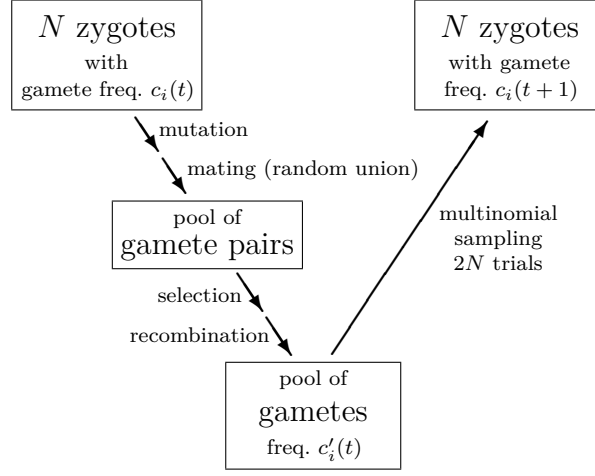 N zygotes
with
gamete freq. c_i(t)
N zygotes
with gamete
freq. c_i(t + 1)
mutation
mating (random union)
pool of
gamete pairs
multinomial
sampling
2N trials
selection
recombination
pool of
gametes
freq. c'_i(t)